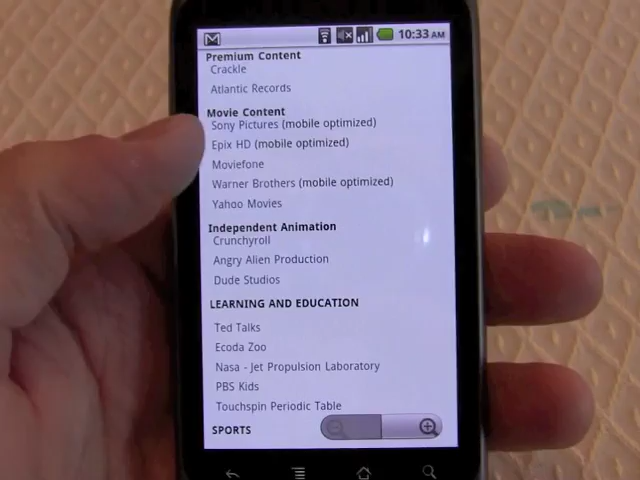 10:33 AM
Premium Content
Crackle
Atlantic Records
Movie Content
Sony Pictures (mobile optimized)
Epix HD (mobile optimized)
Moviefone
Warner Brothers (mobile optimized)
Yahoo Movies
Independent Animation
Crunchyroll
Angry Alien Production
Dude Studios
LEARNING AND EDUCATION
Ted Talks
Ecoda Zoo
Nasa - Jet Propulsion Laboratory
PBS Kids
Touchspin Periodic Table
SPORTS